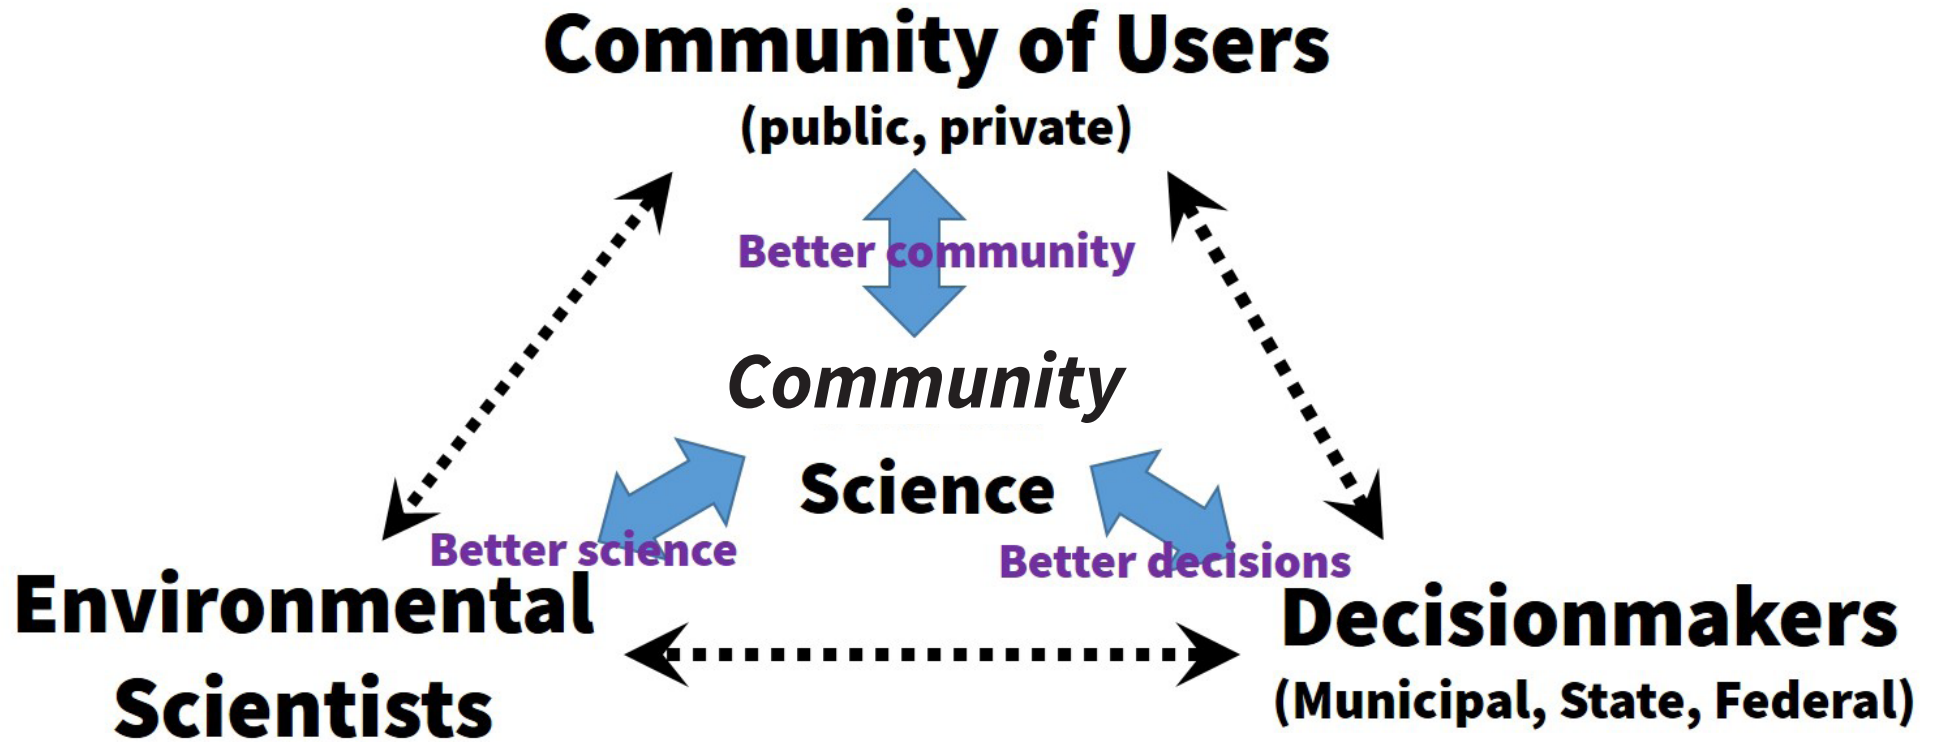 Community of Users
(public, private)
Better community
Community
Science
Better science
Better decisions
Environmental
Scientists
Decisionmakers
(Municipal, State, Federal)